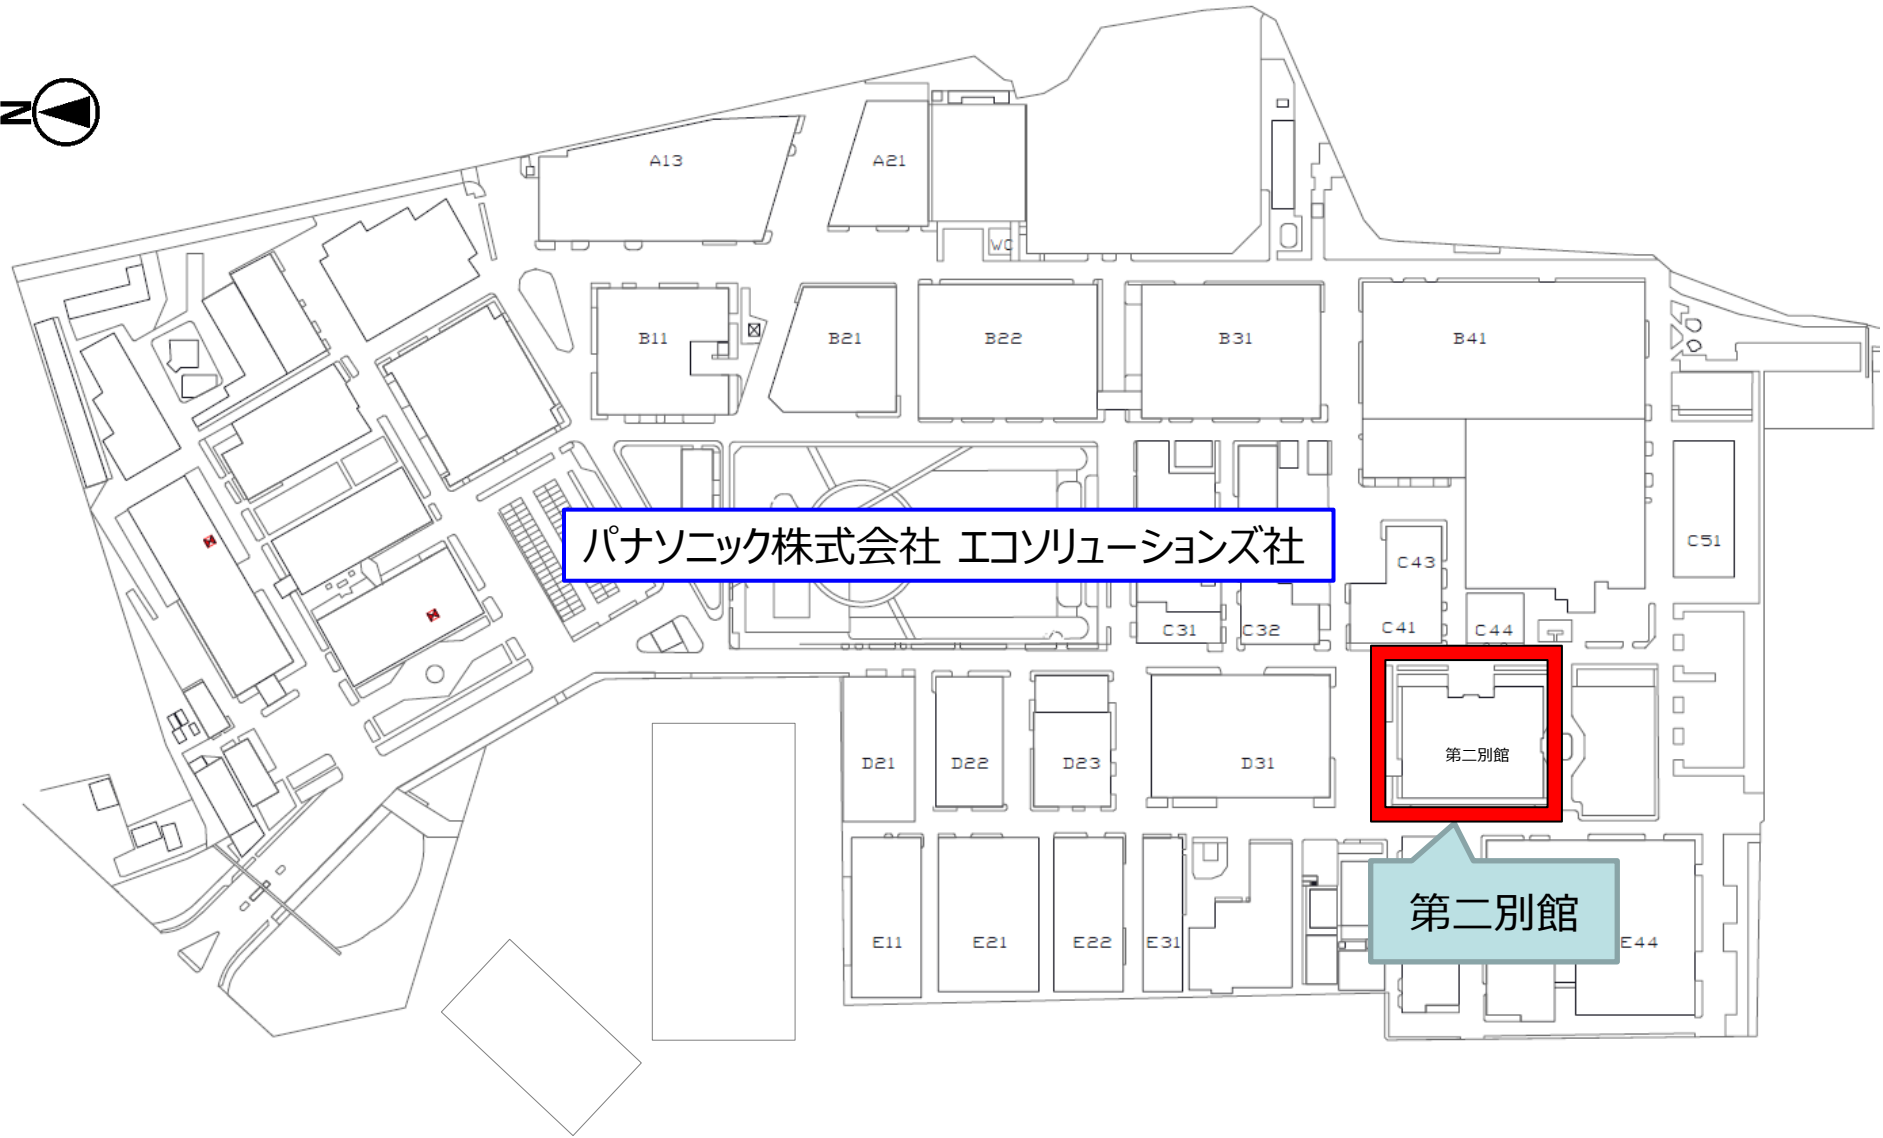 N
A13
A21
WC
B11
B21
B22
B31
B41
パナソニック株式会社 エコソリューションズ社
C51
C43
C31
C32
C41
C44
第二別館
D21
D22
D23
D31
第二別館
E11
E21
E22
E31
E44